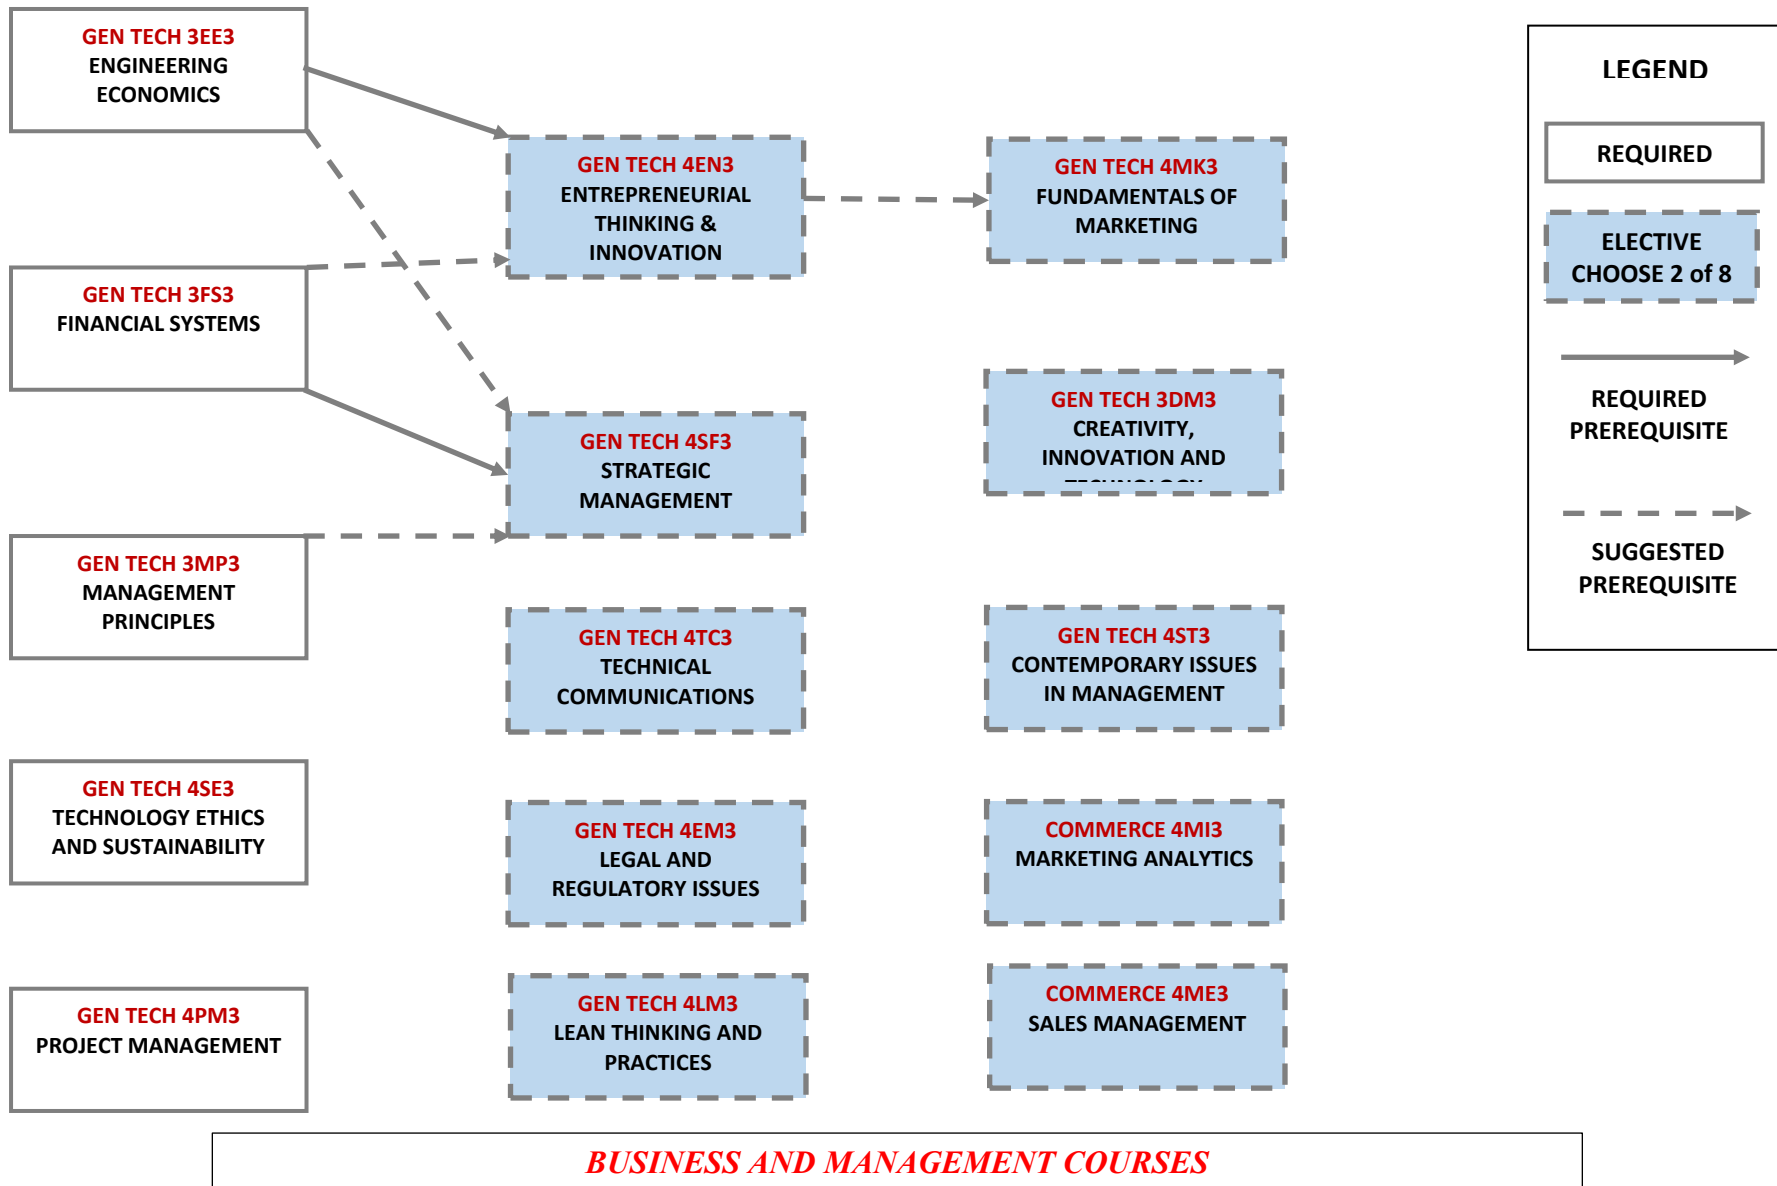 GEN TECH 3EE3
ENGINEERING
ECONOMICS
GEN TECH 3FS3
FINANCIAL SYSTEMS
GEN TECH 3MP3
MANAGEMENT
PRINCIPLES
GEN TECH 4SE3
TECHNOLOGY ETHICS
AND SUSTAINABILITY
GEN TECH 4PM3
PROJECT MANAGEMENT
GEN TECH 4EN3
ENTREPRENEURIAL
THINKING &
INNOVATION
GEN TECH 4SF3
STRATEGIC
MANAGEMENT
GEN TECH 4TC3
TECHNICAL
COMMUNICATIONS
GEN TECH 4EM3
LEGAL AND
REGULATORY ISSUES
GEN TECH 4LM3
LEAN THINKING AND
PRACTICES
GEN TECH 4MK3
FUNDAMENTALS OF
MARKETING
GEN TECH 3DM3
CREATIVITY,
INNOVATION AND
TECHNOLOGY
GEN TECH 4ST3
CONTEMPORARY ISSUES
IN MANAGEMENT
COMMERCE 4MI3
MARKETING ANALYTICS
COMMERCE 4ME3
SALES MANAGEMENT
LEGEND
REQUIRED
ELECTIVE
CHOOSE 2 of 8
REQUIRED
PREREQUISITE
SUGGESTED
PREREQUISITE
BUSINESS AND MANAGEMENT COURSES